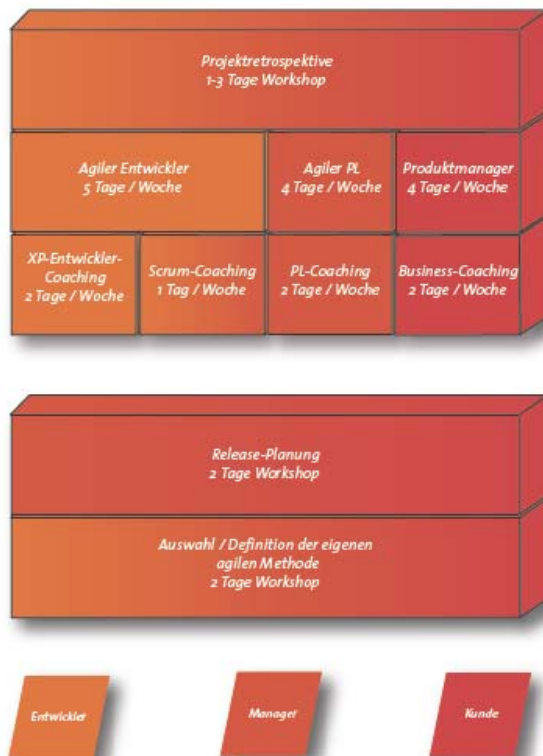 Projektretrospektive
1-3 Tage Workshop
Agiler Entwickler
5 Tage / Woche
Agiler PL
4 Tage / Woche
Produktmanager
4 Tage / Woche
XP-Entwickler-
Coaching
2 Tage / Woche
Scrum-Coaching
1 Tag / Woche
PL-Coaching
2 Tage / Woche
Business-Coaching
2 Tage / Woche
Release-Planung
2 Tage Workshop
Auswahl / Definition der eigenen
agilen Methode
2 Tage Workshop
Entwickler
Manager
Kunde